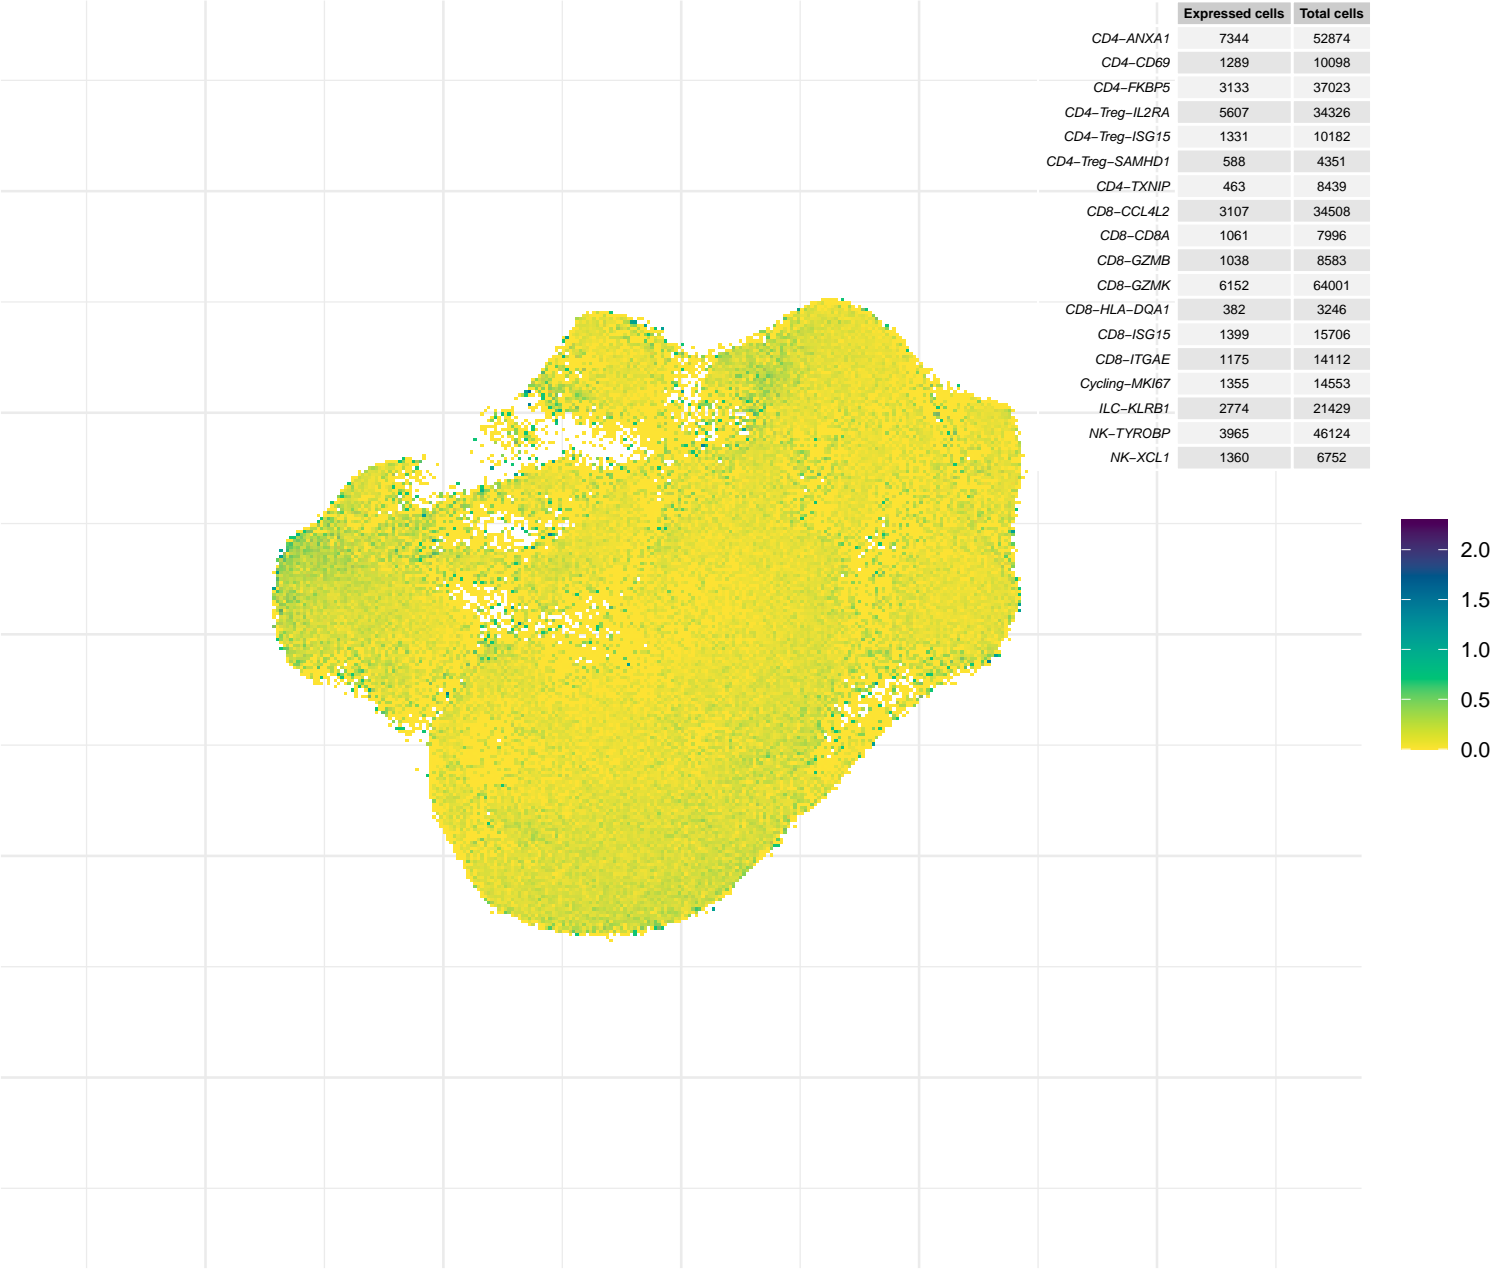 Expressed cells Total cells
CD4−ANXA1 7344 52874
CD4−CD69 1289 10098
CD4−FKBP5 3133 37023
CD4−Treg−IL2RA 5607 34326
CD4−Treg−ISG15 1331 10182
CD4−Treg−SAMHD1 588 4351
CD4−TXNIP 463 8439
CD8−CCL4L2 3107 34508
CD8−CD8A 1061 7996
CD8−GZMB 1038 8583
CD8−GZMK 6152 64001
CD8−HLA−DQA1 382 3246
CD8−ISG15 1399 15706
CD8−ITGAE 1175 14112
Cycling−MKI67 1355 14553
ILC−KLRB1 2774 21429
NK−TYROBP 3965 46124
NK−XCL1 1360 6752
2.0
1.5
1.0
0.5
0.0